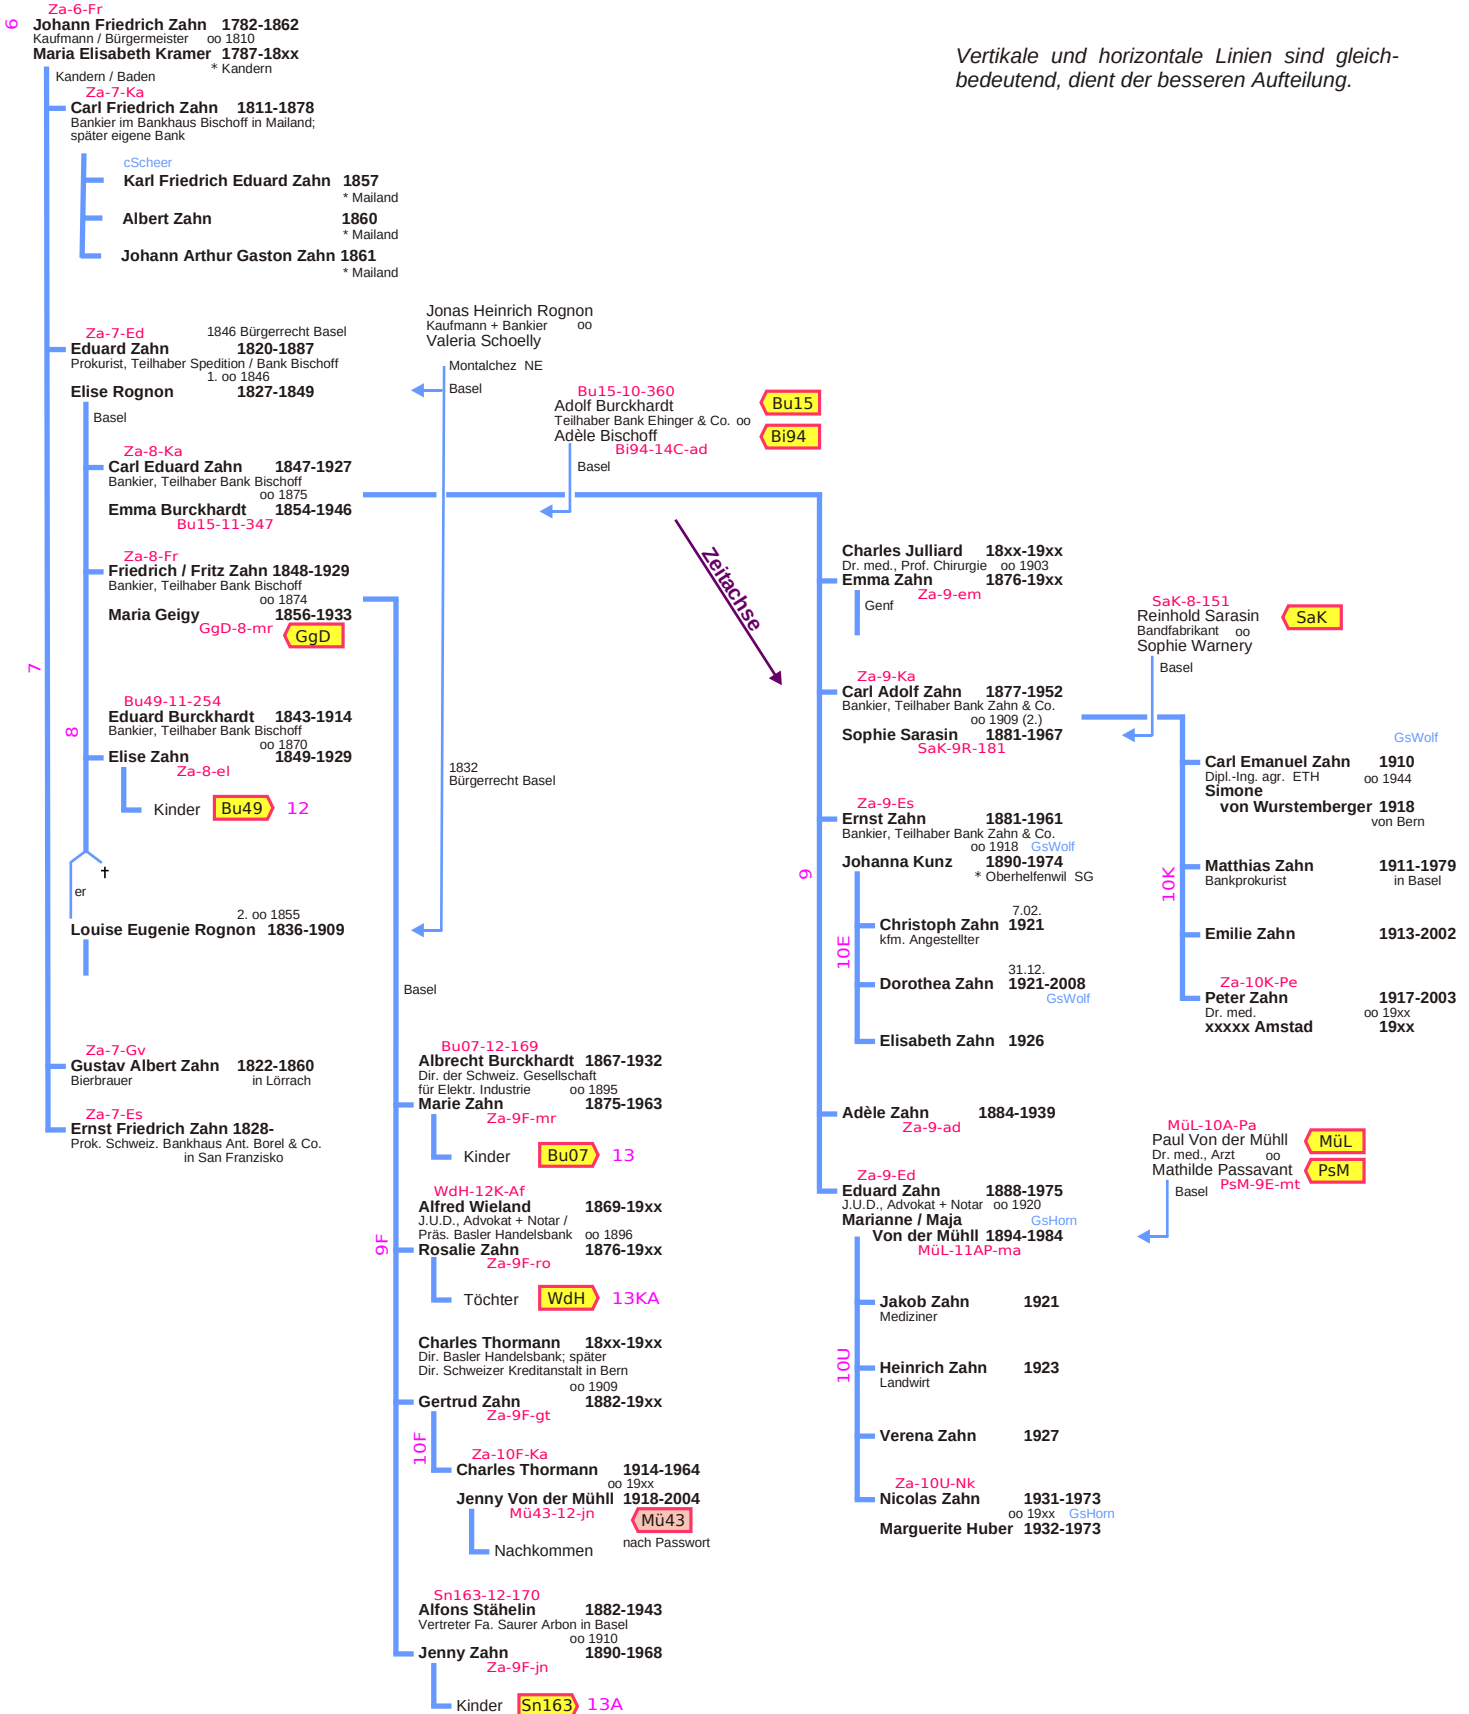 Za-6-Fr
6
Johann Friedrich Zahn 1782-1862
Kaufmann / Bürgermeister oo 1810
Maria Elisabeth Kramer 1787-18xx
* Kandern
Kandern / Baden
Vertikale und horizontale Linien sind gleich-
bedeutend, dient der besseren Aufteilung.
Za-7-Ka
Carl Friedrich Zahn 1811-1878
Bankier im Bankhaus Bischoff in Mailand;
später eigene Bank
cScheer
Karl Friedrich Eduard Zahn 1857
* Mailand
Albert Zahn 1860
* Mailand
Johann Arthur Gaston Zahn 1861
* Mailand
Za-7-Ed 1846 Bürgerrecht Basel
Eduard Zahn 1820-1887
Prokurist, Teilhaber Spedition / Bank Bischoff
1. oo 1846
Elise Rognon 1827-1849
Basel
Jonas Heinrich Rognon
Kaufmann + Bankier oo
Valeria Schoelly
Montalchez NE
Basel
1832
Bürgerrecht Basel
Bu15-10-360
Adolf Burckhardt Bu15
Teilhaber Bank Ehinger & Co. oo
Adèle Bischoff Bi94
Bi94-14C-ad
Basel
7
8
Za-8-Ka
Carl Eduard Zahn 1847-1927
Bankier, Teilhaber Bank Bischoff
oo 1875
Emma Burckhardt 1854-1946
Bu15-11-347
Za-8-Fr
Friedrich / Fritz Zahn 1848-1929
Bankier, Teilhaber Bank Bischoff
oo 1874
Maria Geigy 1856-1933
GgD-8-mr GgD
Bu49-11-254
Eduard Burckhardt 1843-1914
Bankier, Teilhaber Bank Bischoff
oo 1870
Elise Zahn 1849-1929
Za-8-el
Kinder Bu49 12
✝
er
2. oo 1855
Louise Eugenie Rognon 1836-1909
Za-7-Gv
Gustav Albert Zahn 1822-1860
Bierbrauer in Lörrach
Za-7-Es
Ernst Friedrich Zahn 1828-
Prok. Schweiz. Bankhaus Ant. Borel & Co.
in San Franzisko
Basel
9F
Bu07-12-169
Albrecht Burckhardt 1867-1932
Dir. der Schweiz. Gesellschaft
für Elektr. Industrie oo 1895
Marie Zahn 1875-1963
Za-9F-mr
Kinder Bu07 13
WdH-12K-Af
Alfred Wieland 1869-19xx
J.U.D., Advokat + Notar /
Präs. Basler Handelsbank oo 1896
Rosalie Zahn 1876-19xx
Za-9F-ro
Töchter WdH 13KA
Charles Thormann 18xx-19xx
Dir. Basler Handelsbank; später
Dir. Schweizer Kreditanstalt in Bern
oo 1909
Gertrud Zahn 1882-19xx
Za-9F-gt
10F
Za-10F-Ka
Charles Thormann 1914-1964
oo 19xx
Jenny Von der Mühll 1918-2004
Mü43-12-jn Mü43
nach Passwort
Nachkommen
Sn163-12-170
Alfons Stähelin 1882-1943
Vertreter Fa. Saurer Arbon in Basel
oo 1910
Jenny Zahn 1890-1968
Za-9F-jn
Kinder Sn163 13A
Zeitachse
9
Charles Julliard 18xx-19xx
Dr. med., Prof. Chirurgie oo 1903
Emma Zahn 1876-19xx
Za-9-em
Genf
Za-9-Ka
Carl Adolf Zahn 1877-1952
Bankier, Teilhaber Bank Zahn & Co.
oo 1909 (2.)
Sophie Sarasin 1881-1967
SaK-9R-181
Za-9-Es
Ernst Zahn 1881-1961
Bankier, Teilhaber Bank Zahn & Co.
oo 1918 GsWolf
Johanna Kunz 1890-1974
* Oberhelfenwil SG
10E
7.02.
Christoph Zahn 1921
kfm. Angestellter
31.12.
Dorothea Zahn 1921-2008
GsWolf
Elisabeth Zahn 1926
Adèle Zahn 1884-1939
Za-9-ad
Za-9-Ed
Eduard Zahn 1888-1975
J.U.D., Advokat + Notar oo 1920
Marianne / Maja GsHorn
Von der Mühll 1894-1984
MüL-11AP-ma
10U
Jakob Zahn 1921
Mediziner
Heinrich Zahn 1923
Landwirt
Verena Zahn 1927
Za-10U-Nk
Nicolas Zahn 1931-1973
oo 19xx GsHorn
Marguerite Huber 1932-1973
SaK-8-151
Reinhold Sarasin SaK
Bandfabrikant oo
Sophie Warnery
Basel
10K
GsWolf
Carl Emanuel Zahn 1910
Dipl.-Ing. agr. ETH oo 1944
Simone
von Wurstemberger 1918
von Bern
Matthias Zahn 1911-1979
Bankprokurist in Basel
Emilie Zahn 1913-2002
Za-10K-Pe
Peter Zahn 1917-2003
Dr. med. oo 19xx
xxxxx Amstad 19xx
MüL-10A-Pa
Paul Von der Mühll MüL
Dr. med., Arzt oo
Mathilde Passavant PsM
PsM-9E-mt
Basel